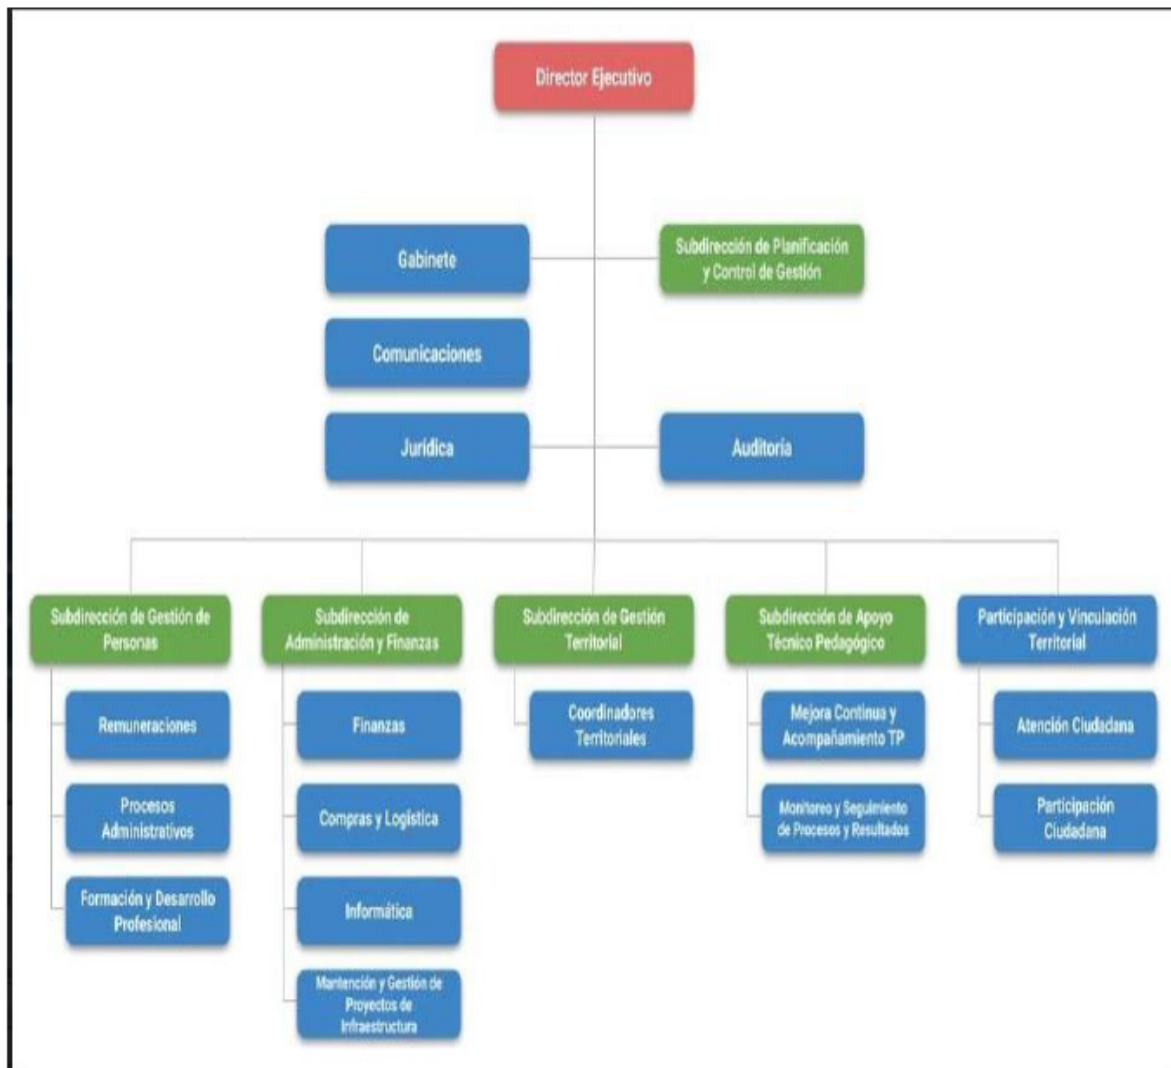 Director Ejecutivo
Gabinete
Subdirección de Planificación
y Control de Gestión
Comunicaciones
Jurídica
Auditoría
Subdirección de Gestión de
Personas
Subdirección de
Administración y Finanzas
Subdirección de Gestión
Territorial
Subdirección de Apoyo
Técnico Pedagógico
Participación y Vinculación
Territorial
Remuneraciones
Finanzas
Coordinadores
Territoriales
Mejora Continua y
Acompañamiento TP
Atención Ciudadana
Procesos
Administrativos
Compras y Logística
Monitoreo y Seguimiento
de Procesos y Resultados
Participación
Ciudadana
Formación y Desarrollo
Profesional
Informática
Mantención y Gestión de
Proyectos de
Infraestructura